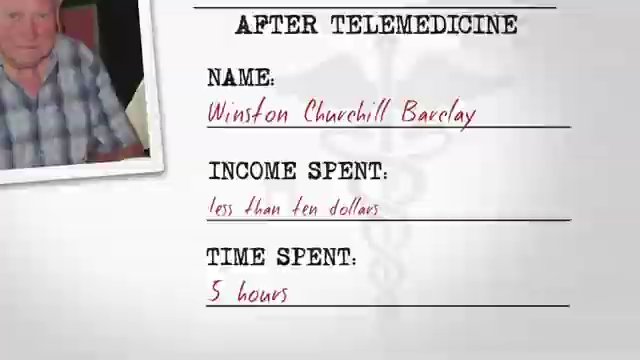 AFTER TELEMEDICINE
NAME:
Winston Churchill Barclay
INCOME SPENT:
less than ten dollars
TIME SPENT:
5 hours